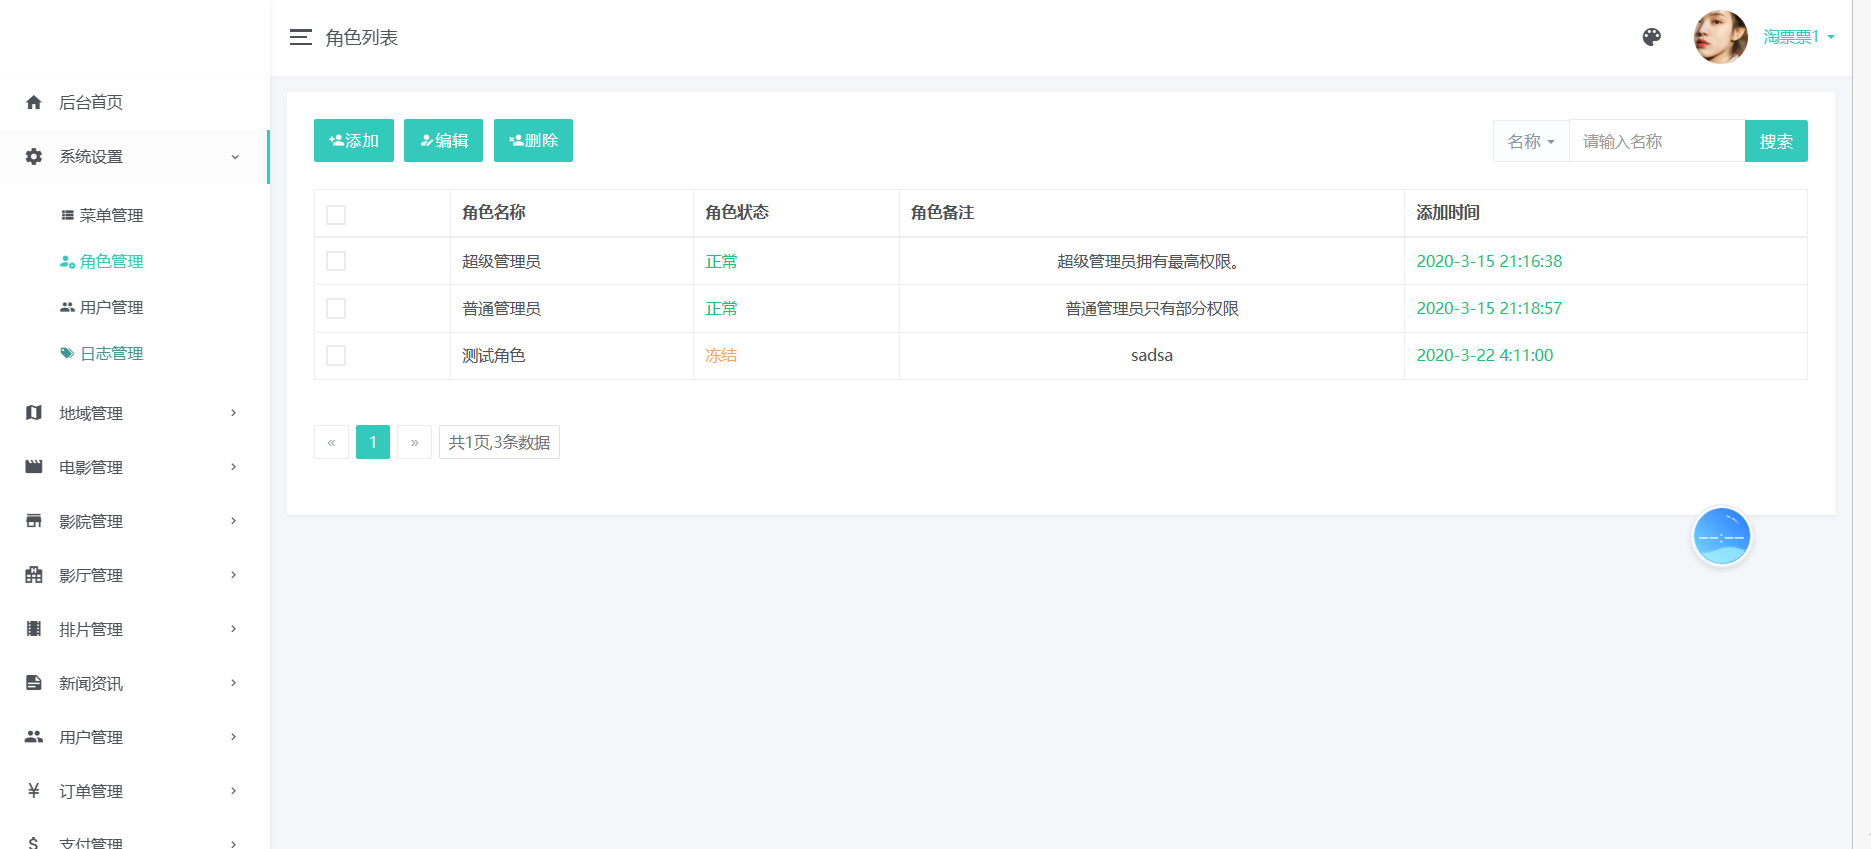 角色列表
淘票票1
后台首页
系统设置
菜单管理
角色管理
用户管理
日志管理
地域管理
电影管理
影院管理
影厅管理
排片管理
新闻资讯
用户管理
订单管理
支付管理
添加 编辑 删除
名称 请输入名称 搜索
角色名称 角色状态 角色备注 添加时间
超级管理员 正常 超级管理员拥有最高权限。 2020-3-15 21:16:38
普通管理员 正常 普通管理员只有部分权限 2020-3-15 21:18:57
测试角色 冻结 sadsa 2020-3-22 4:11:00
« 1 » 共1页,3条数据